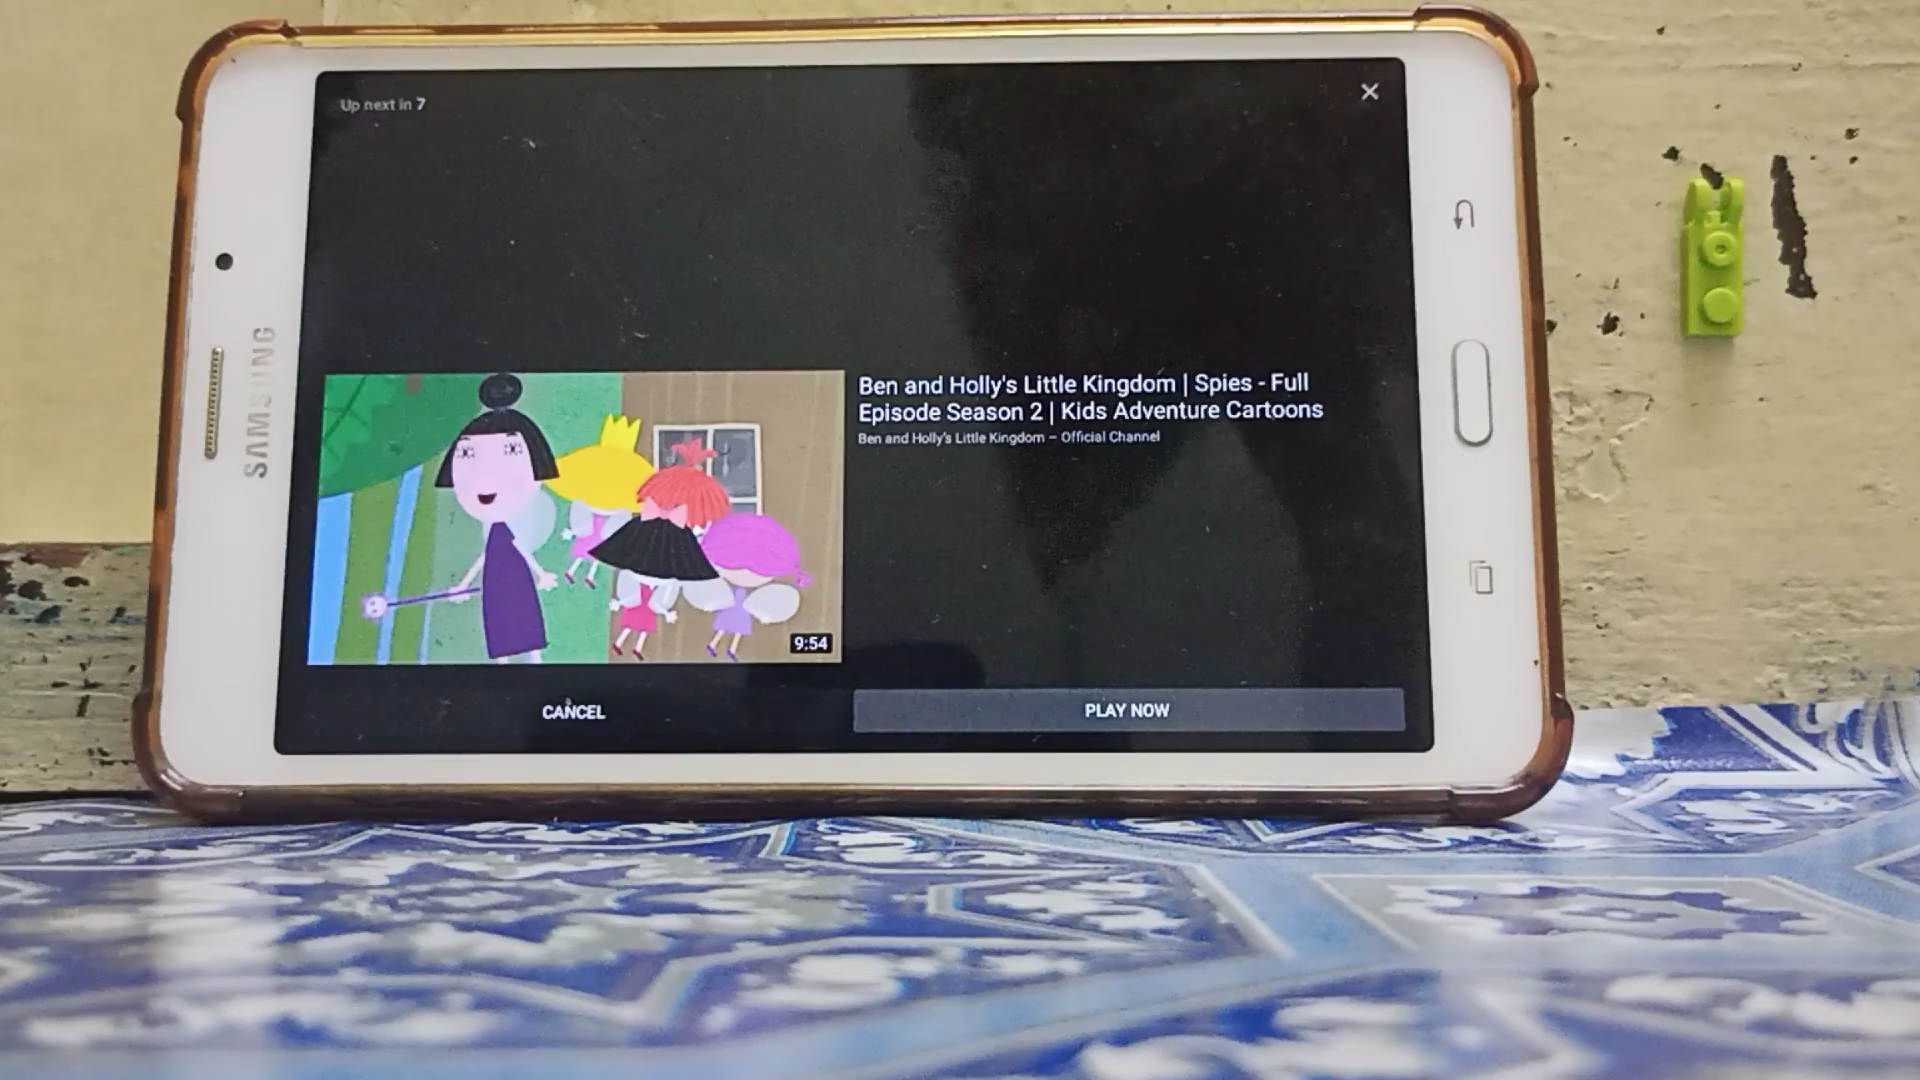 Up next in 7
SAMSUNG
Ben and Holly's Little Kingdom | Spies - Full
Episode Season 2 | Kids Adventure Cartoons
Ben and Holly's Little Kingdom – Official Channel
9:54
CANCEL
PLAY NOW